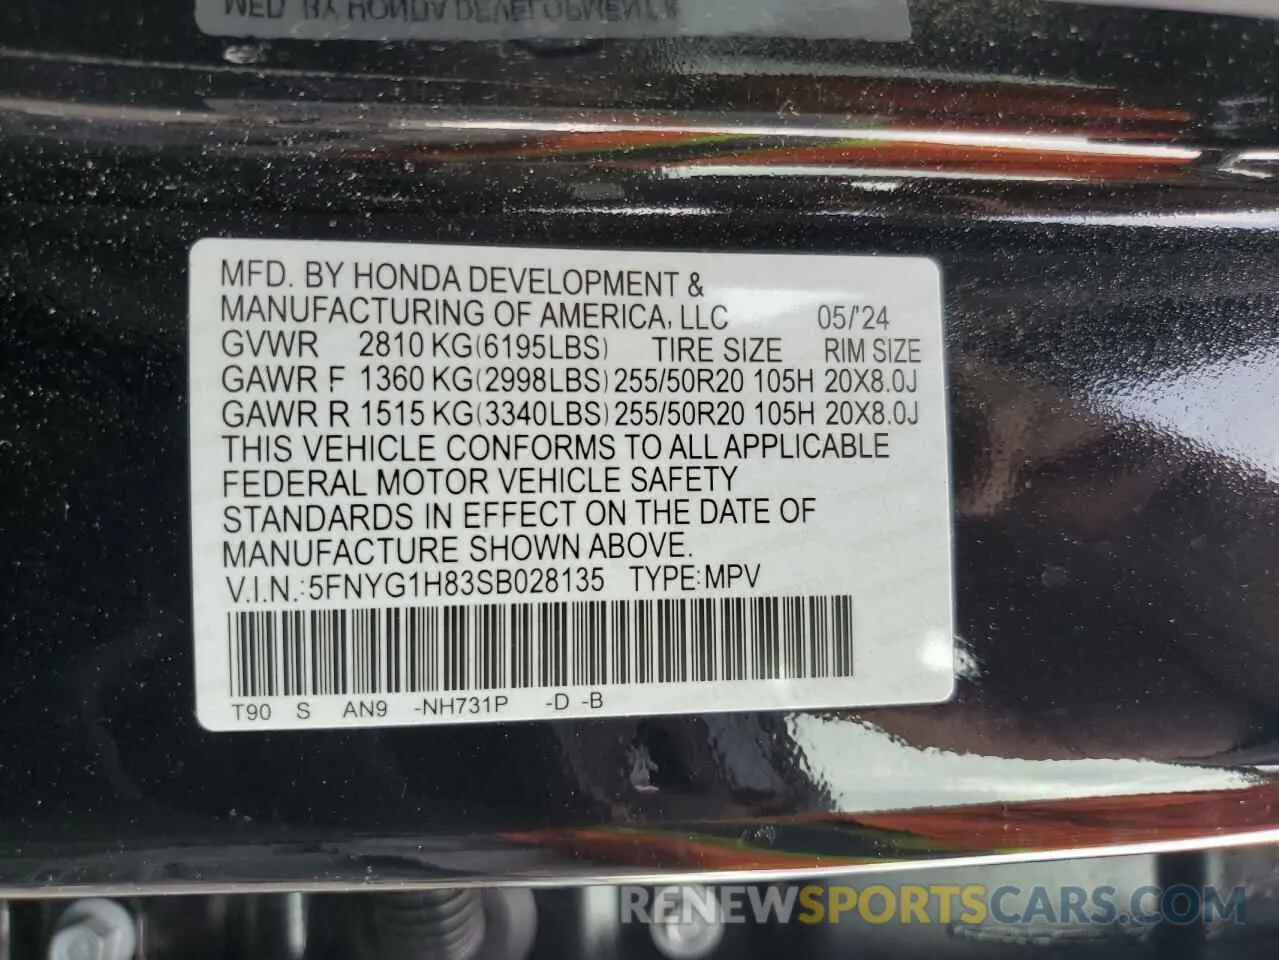 MFD. BY HONDA DEVELOPMENT &
MANUFACTURING OF AMERICA, LLC 05/'24
GVWR 2810 KG(6195LBS) TIRE SIZE RIM SIZE
GAWR F 1360 KG(2998LBS) 255/50R20 105H 20X8.0J
GAWR R 1515 KG(3340LBS) 255/50R20 105H 20X8.0J
THIS VEHICLE CONFORMS TO ALL APPLICABLE
FEDERAL MOTOR VEHICLE SAFETY
STANDARDS IN EFFECT ON THE DATE OF
MANUFACTURE SHOWN ABOVE.
V.I.N.:5FNYG1H83SB028135 TYPE:MPV
T90 S AN9 -NH731P -D -B
RENEWSPORTSCARS.COM